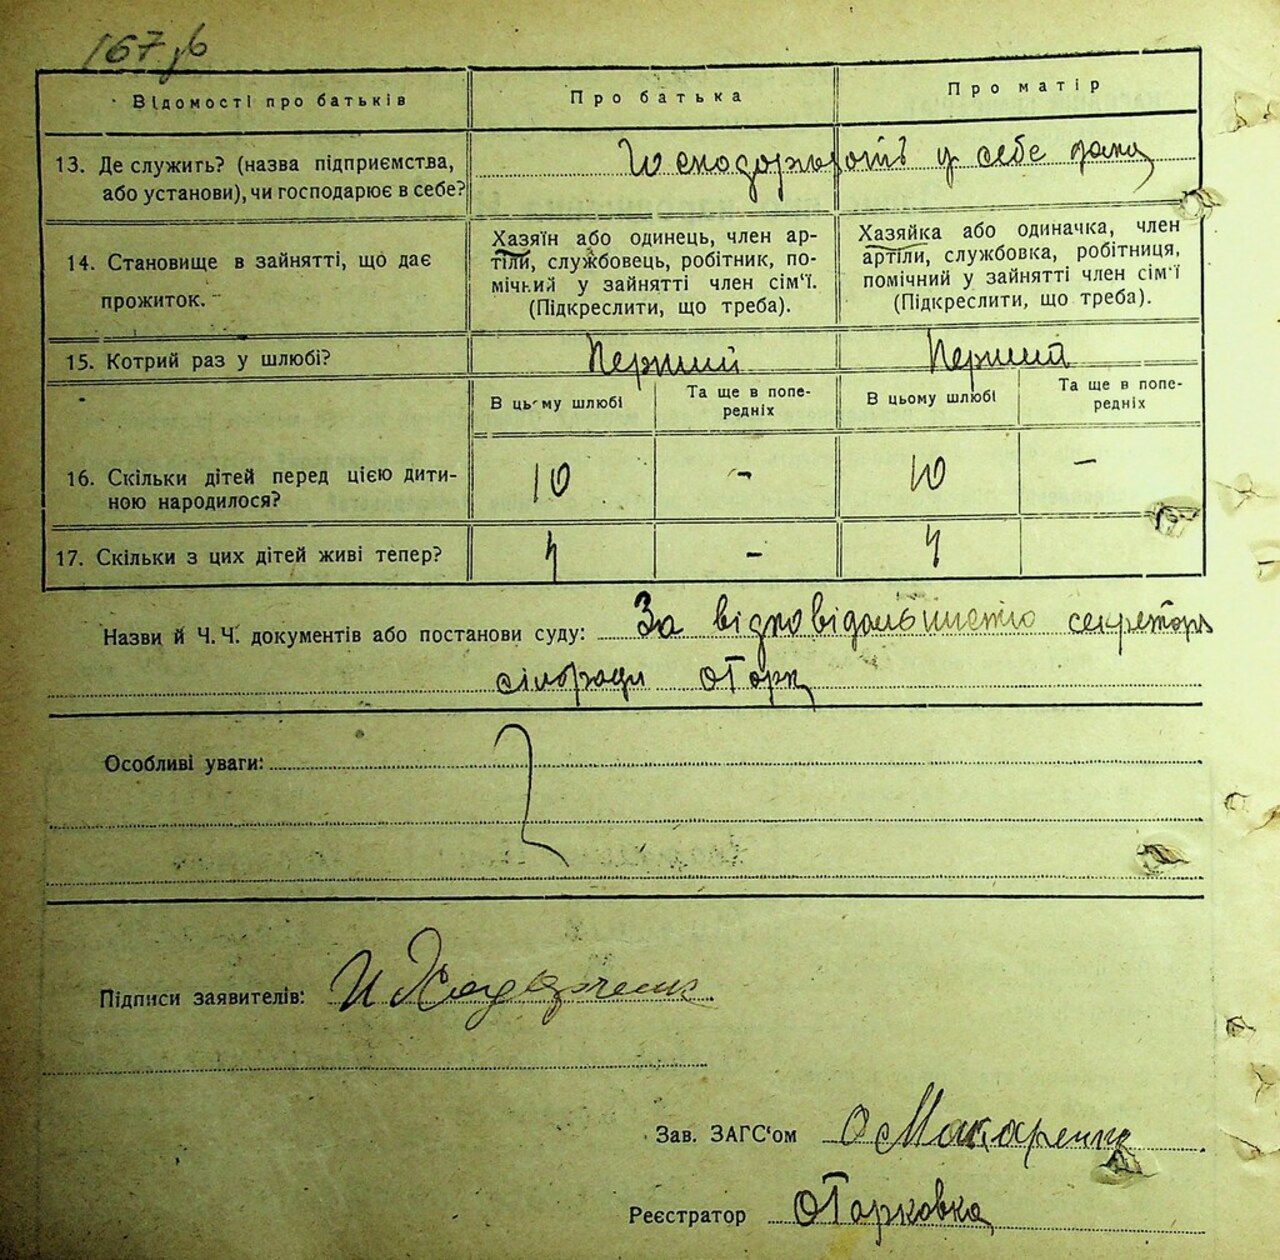 167 зв
Відомості про батьків
Про батька
Про матір
13. Де служить? (назва підприємства, або установи), чи господарює в себе?
у себе дома
14. Становище в зайнятті, що дає прожиток.
Хазяїн або одинець, член ар-
тіли, службовець, робітник, по-
мічний у зайнятті член сім‘ї.
(Підкреслити, що треба).
Хазяйка або одиначка, член
артіли, службовка, робітниця,
помічний у зайнятті член сім‘ї
(Підкреслити, що треба).
15. Котрий раз у шлюбі?
Перший
Перший
В цьму шлюбі
Та ще в попе-
редніх
В цьому шлюбі
Та ще в попе-
редніх
16. Скільки дітей перед цією дити-
ною народилося?
10
-
10
-
17. Скільки з цих дітей живі тепер?
4
-
4
Назви й Ч. Ч. документів або постанови суду: За відповідальністю секретаря
сільради
Особливі уваги:
Підписи заявителів:
Зав. ЗАГС‘ом О Макаренко
Реєстратор